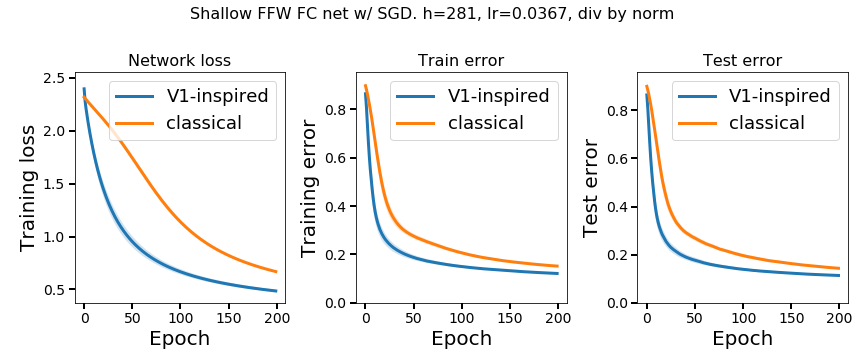 Shallow FFW FC net w/ SGD. h=281, lr=0.0367, div by norm
Network loss
Training loss
2.5
2.0
1.5
1.0
0.5
V1-inspired
classical
0
50
100
150
200
Epoch
Train error
Training error
0.8
0.6
0.4
0.2
0.0
V1-inspired
classical
0
50
100
150
200
Epoch
Test error
Test error
0.8
0.6
0.4
0.2
0.0
V1-inspired
classical
0
50
100
150
200
Epoch